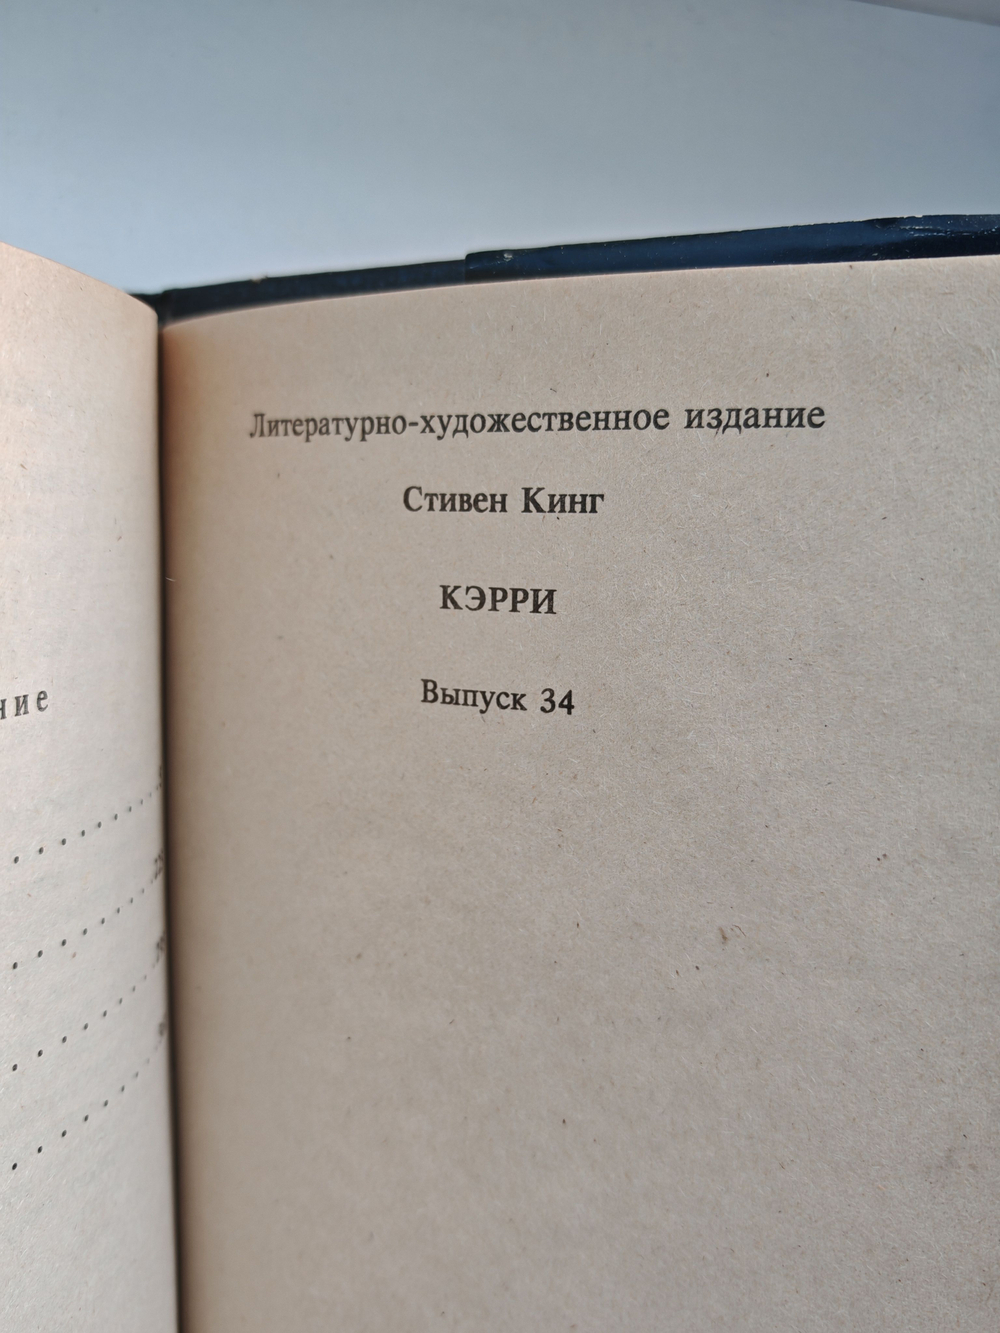 Литературно-художественное издание
Стивен Кинг
КЭРРИ
Выпуск 34